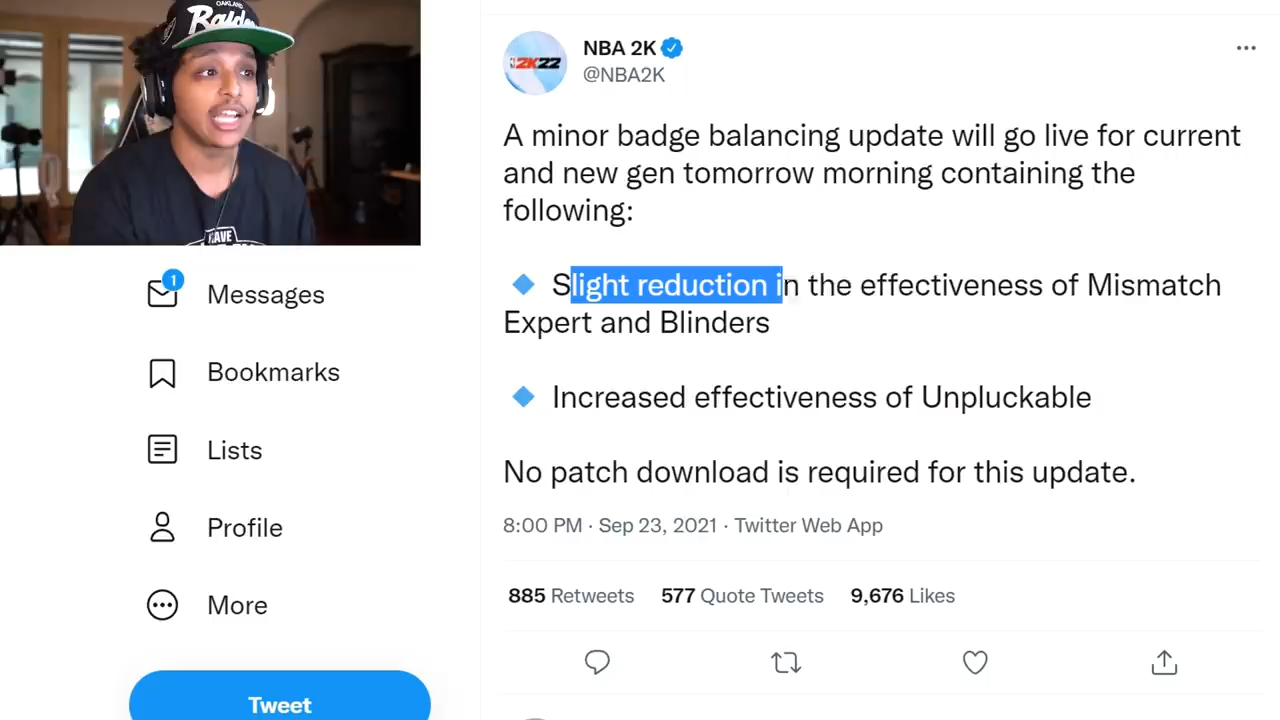 OAKLAND
Raiders
NBA 2K
@NBA2K
2K22
A minor badge balancing update will go live for current
and new gen tomorrow morning containing the
following:
Slight reduction in the effectiveness of Mismatch
Expert and Blinders
Increased effectiveness of Unpluckable
No patch download is required for this update.
8:00 PM · Sep 23, 2021 · Twitter Web App
885 Retweets 577 Quote Tweets 9,676 Likes
1
Messages
Bookmarks
Lists
Profile
More
Tweet